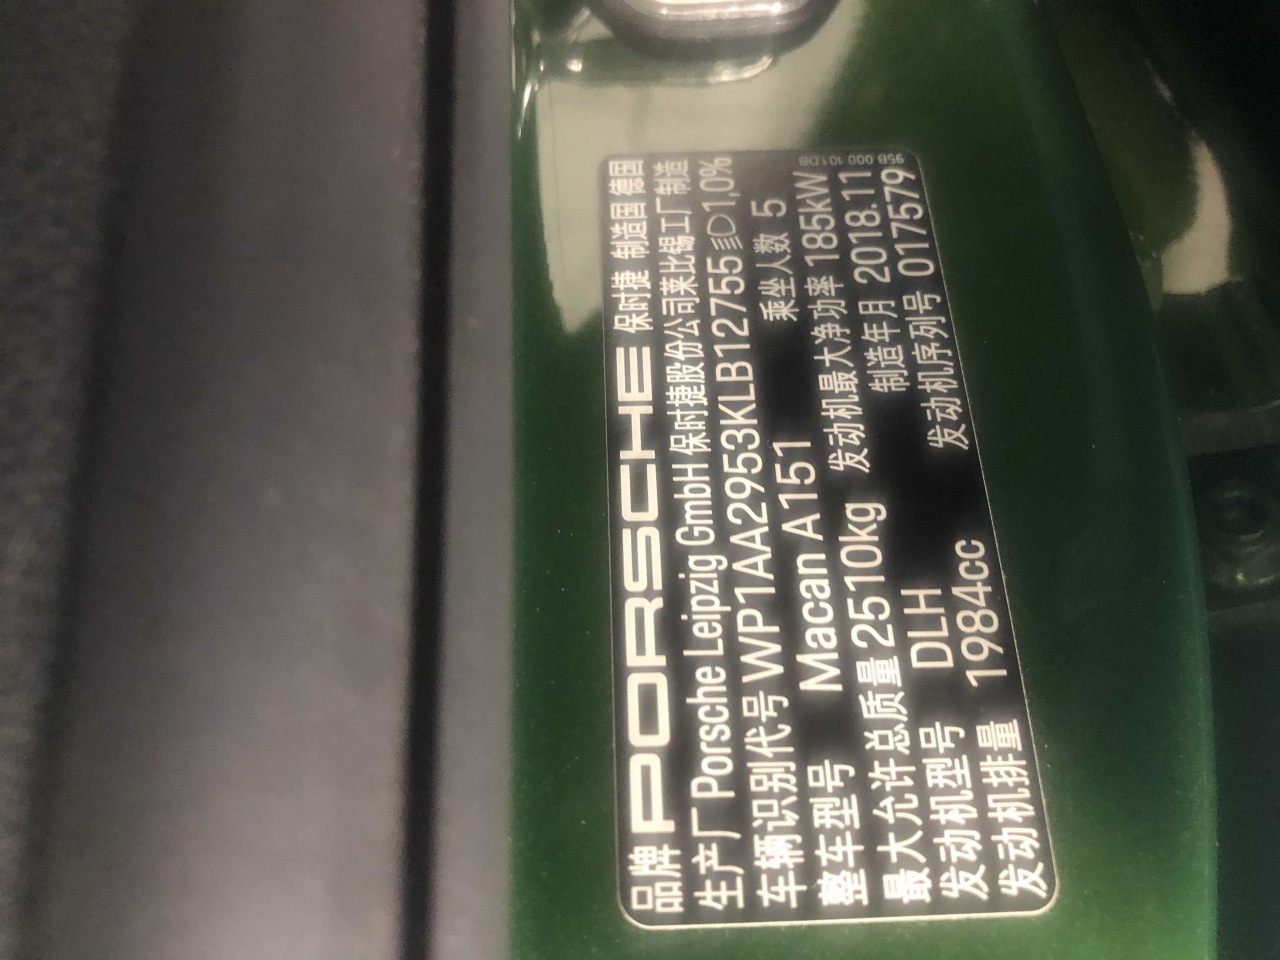 95B 000 101 DB
品牌 PORSCHE 保时捷 制造国 德国
生产厂 Porsche Leipzig GmbH 保时捷股份公司莱比锡工厂制造
车辆识别代号 WP1AA2953KLB12755 1,0%
整车型号 Macan A151 乘坐人数 5
最大允许总质量 2510kg 发动机最大净功率 185kW
发动机型号 DLH 制造年月 2018.11
发动机排量 1984cc 发动机序列号 017579